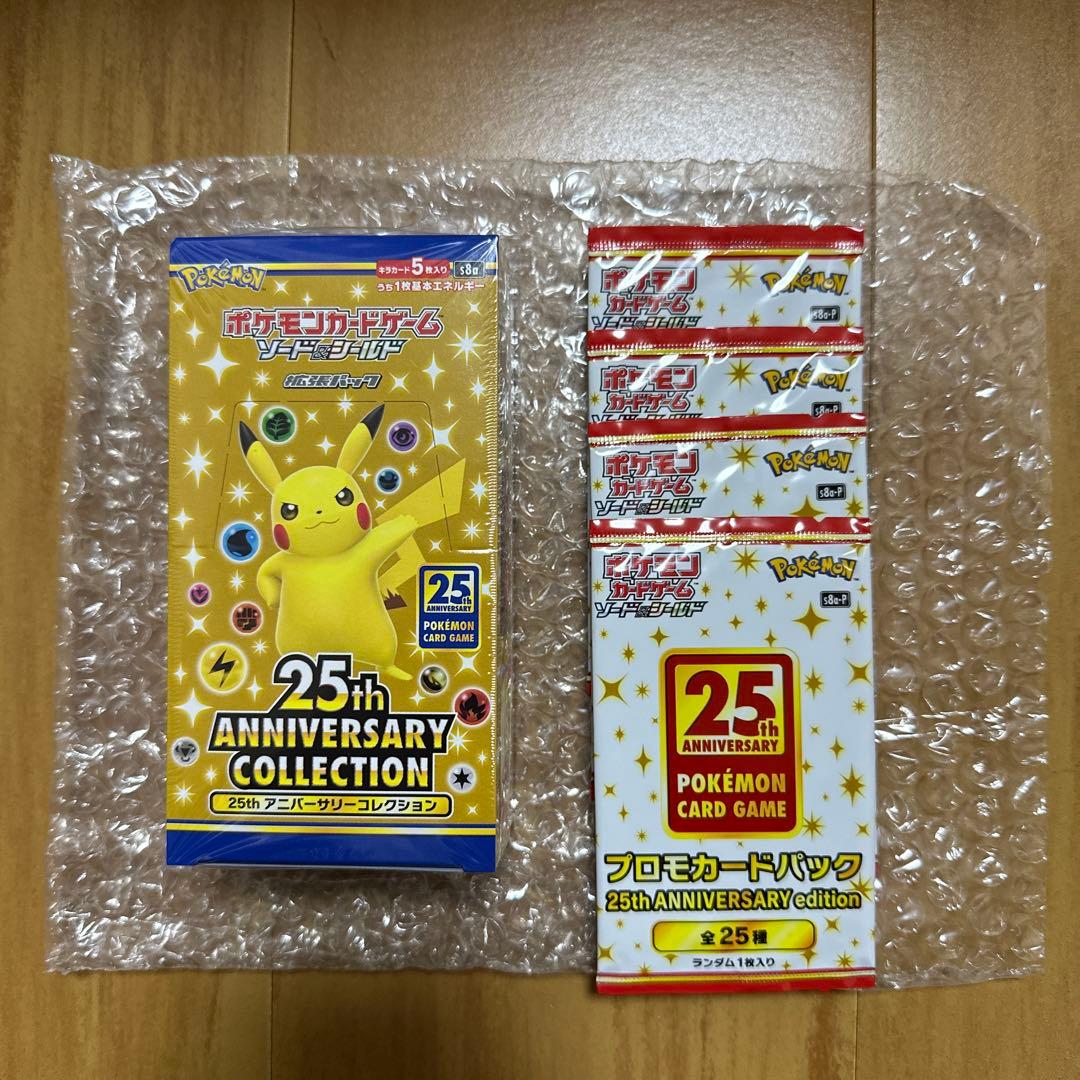 POKÉMON
キラカード5枚入り
s8a
うち1枚基本エネルギー
ポケモンカードゲーム
ソード&シールド
拡張パック
25th
ANNIVERSARY
POKÉMON
CARD GAME
25th
ANNIVERSARY
COLLECTION
25th アニバーサリーコレクション
ポケモン
カードゲーム
ソード&シールド
POKÉMON
s8a-P
ポケモン
カードゲーム
ソード&シールド
POKÉMON
s8a-P
ポケモン
カードゲーム
ソード&シールド
POKÉMON
s8a-P
ポケモン
カードゲーム
ソード&シールド
POKÉMON
s8a-P
25th
ANNIVERSARY
POKÉMON
CARD GAME
プロモカードパック
25th ANNIVERSARY edition
全25種
ランダム1枚入り